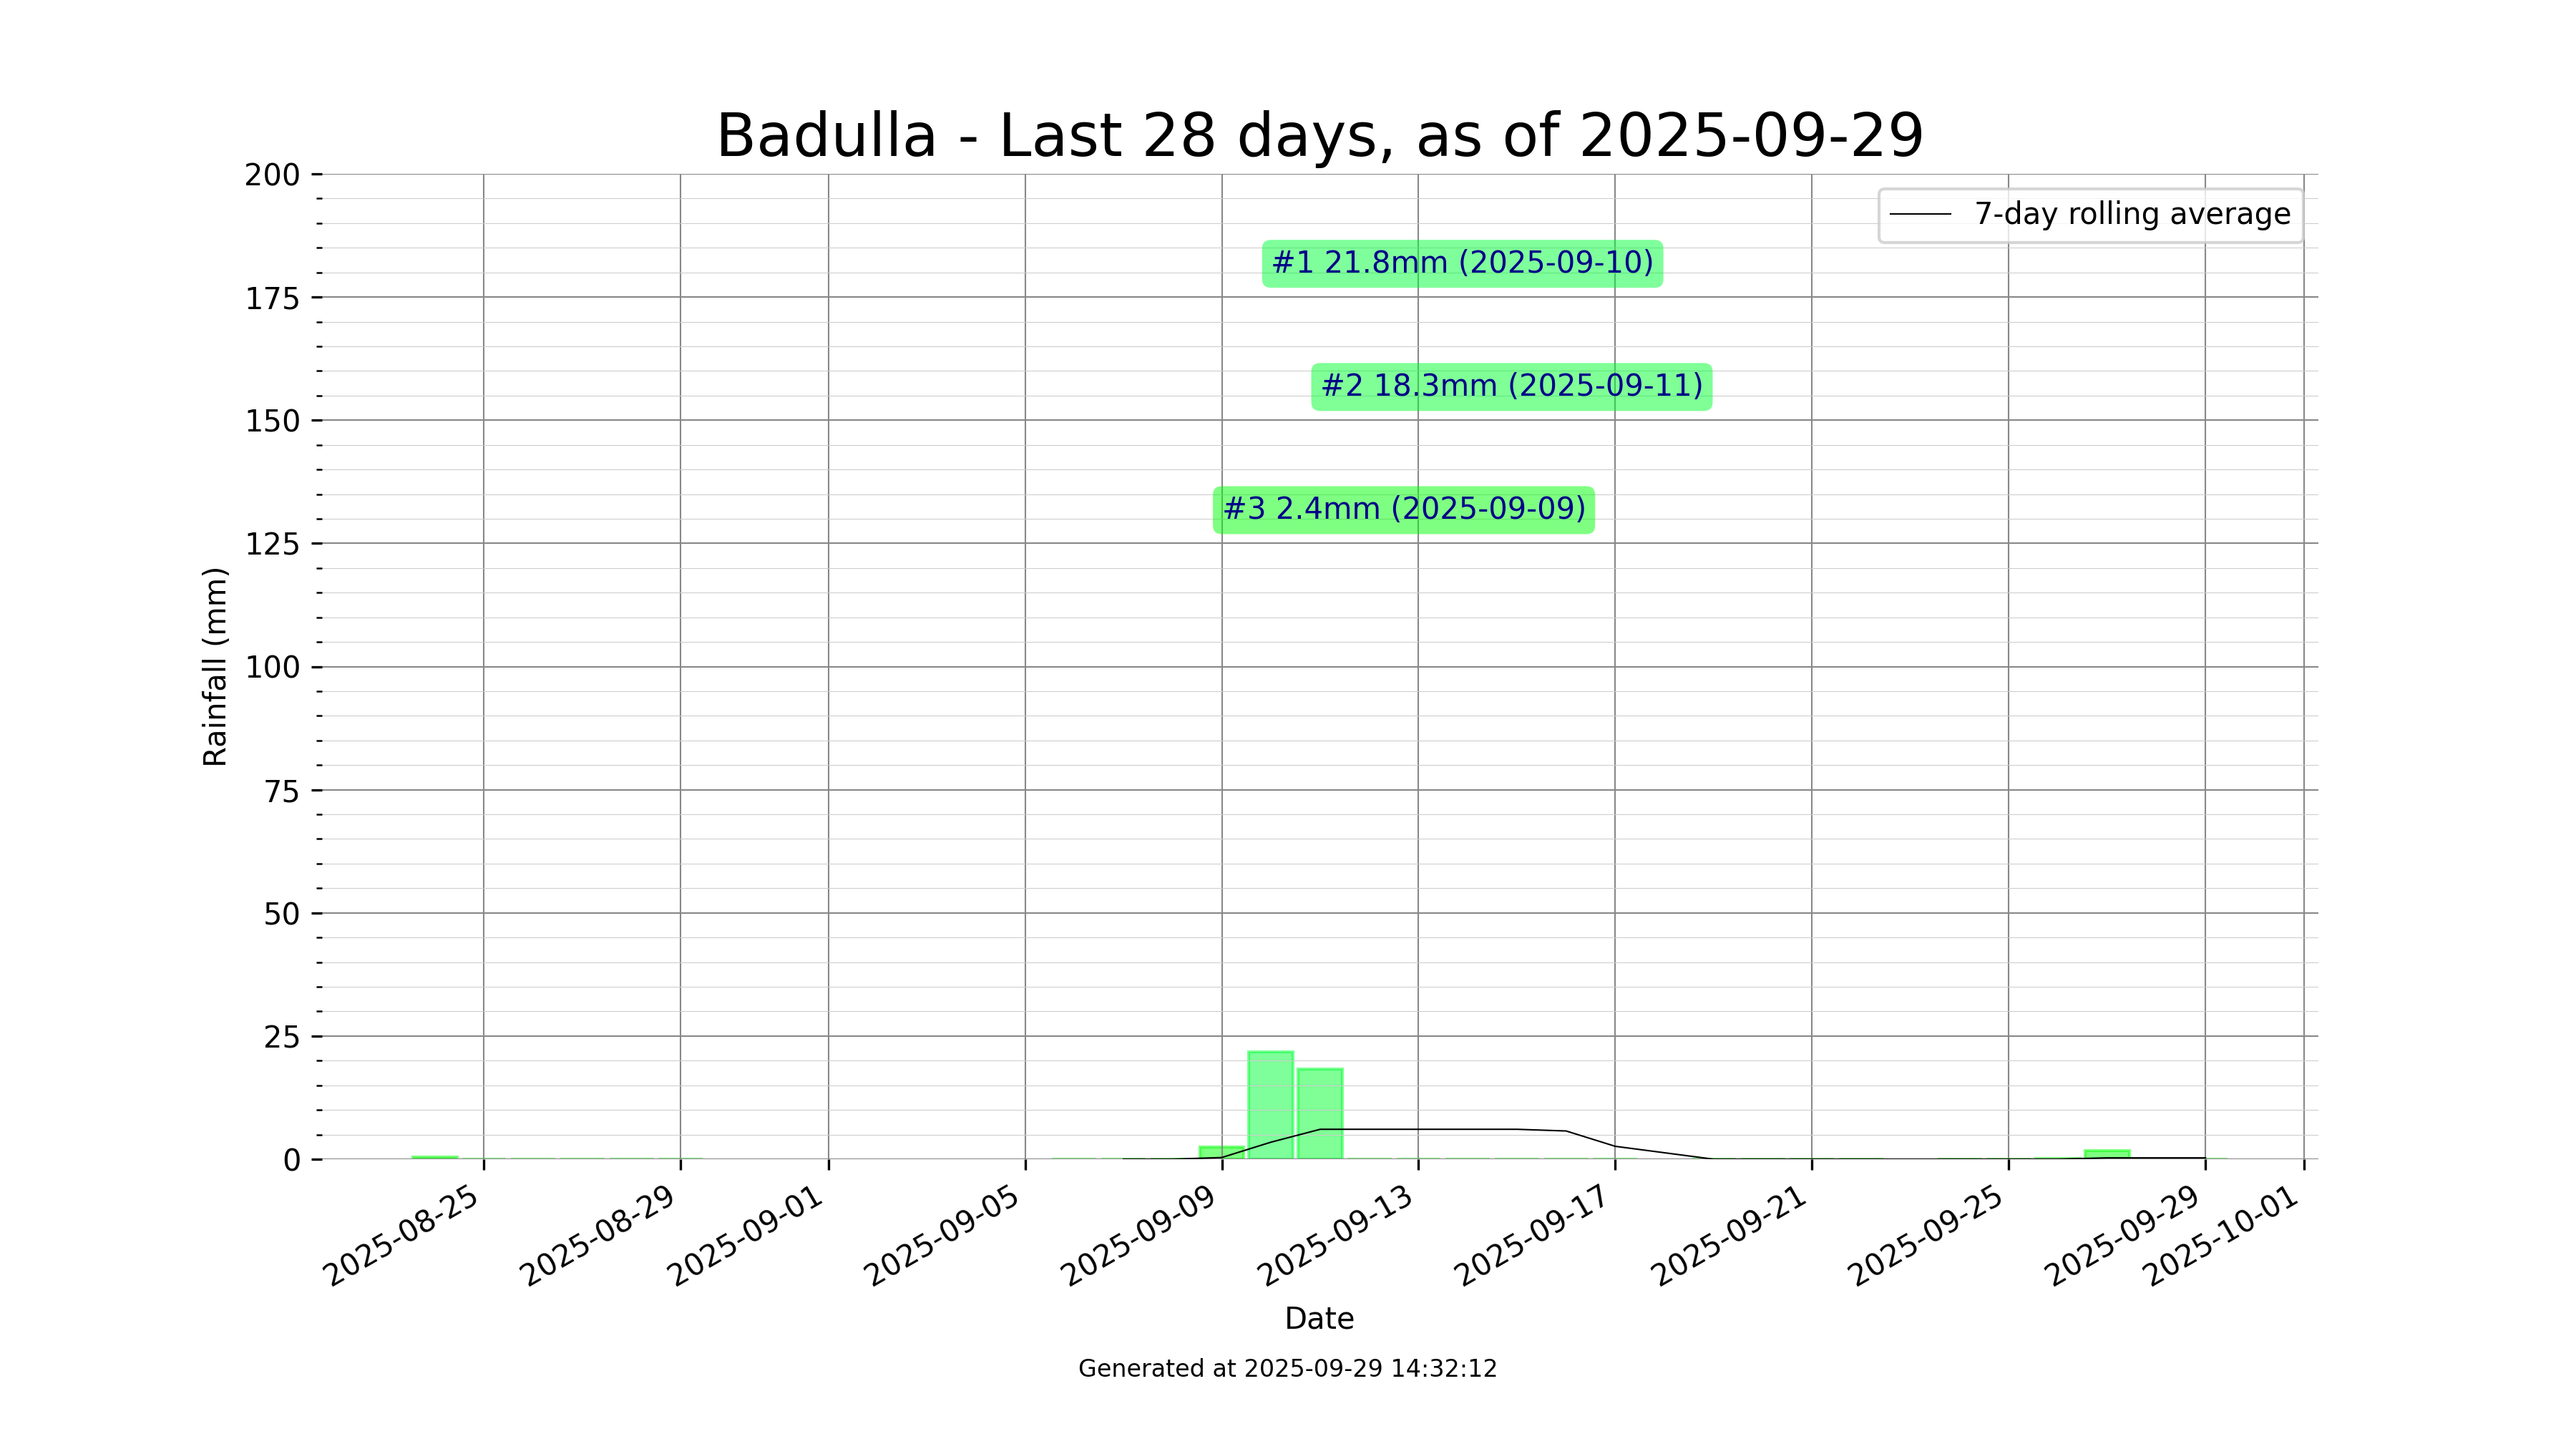 Badulla - Last 28 days, as of 2025-09-29
200
175
150
125
100
75
50
25
0
Rainfall (mm)
7-day rolling average
#1 21.8mm (2025-09-10)
#2 18.3mm (2025-09-11)
#3 2.4mm (2025-09-09)
2025-08-25
2025-08-29
2025-09-01
2025-09-05
2025-09-09
2025-09-13
2025-09-17
2025-09-21
2025-09-25
2025-09-29
2025-10-01
Date
Generated at 2025-09-29 14:32:12